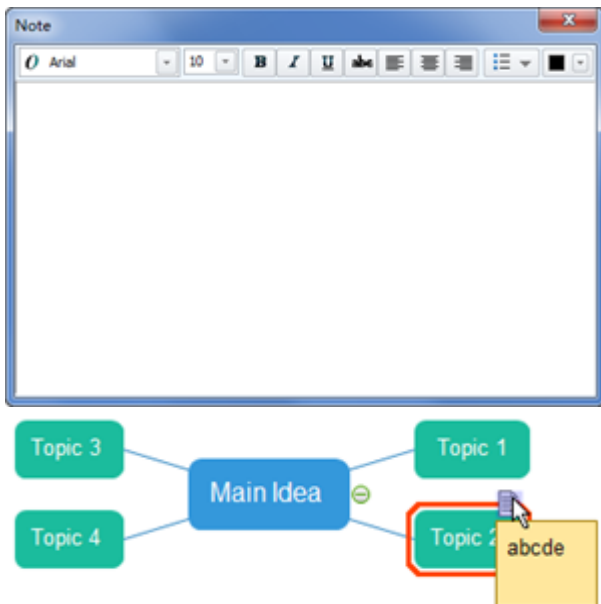 Note
Arial 10 B I U abc
Topic 3
Topic 1
Main Idea
Topic 4
Topic 2
abcde